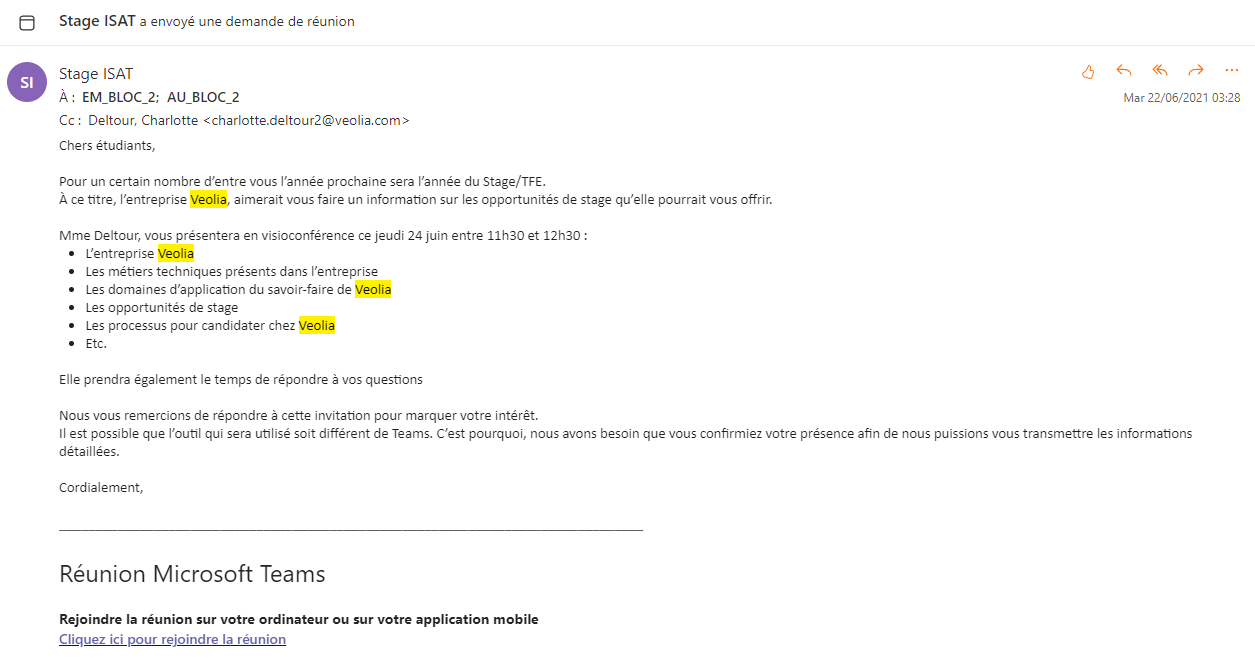 Stage ISAT a envoyé une demande de réunion
SI
Stage ISAT
À : EM_BLOC_2; AU_BLOC_2
Mar 22/06/2021 03:28
Cc : Deltour, Charlotte <charlotte.deltour2@veolia.com>
Chers étudiants,
Pour un certain nombre d’entre vous l’année prochaine sera l’année du Stage/TFE.
À ce titre, l’entreprise Veolia, aimerait vous faire un information sur les opportunités de stage qu’elle pourrait vous offrir.
Mme Deltour, vous présentera en visioconférence ce jeudi 24 juin entre 11h30 et 12h30 :
• L’entreprise Veolia
• Les métiers techniques présents dans l’entreprise
• Les domaines d’application du savoir-faire de Veolia
• Les opportunités de stage
• Les processus pour candidater chez Veolia
• Etc.
Elle prendra également le temps de répondre à vos questions
Nous vous remercions de répondre à cette invitation pour marquer votre intérêt.
Il est possible que l’outil qui sera utilisé soit différent de Teams. C’est pourquoi, nous avons besoin que vous confirmiez votre présence afin de nous puissions vous transmettre les informations
détaillées.
Cordialement,
Réunion Microsoft Teams
Rejoindre la réunion sur votre ordinateur ou sur votre application mobile
Cliquez ici pour rejoindre la réunion